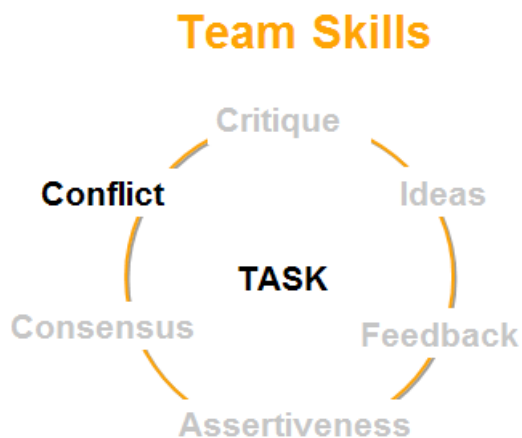 Team Skills
Critique
Conflict
Ideas
TASK
Consensus
Feedback
Assertiveness